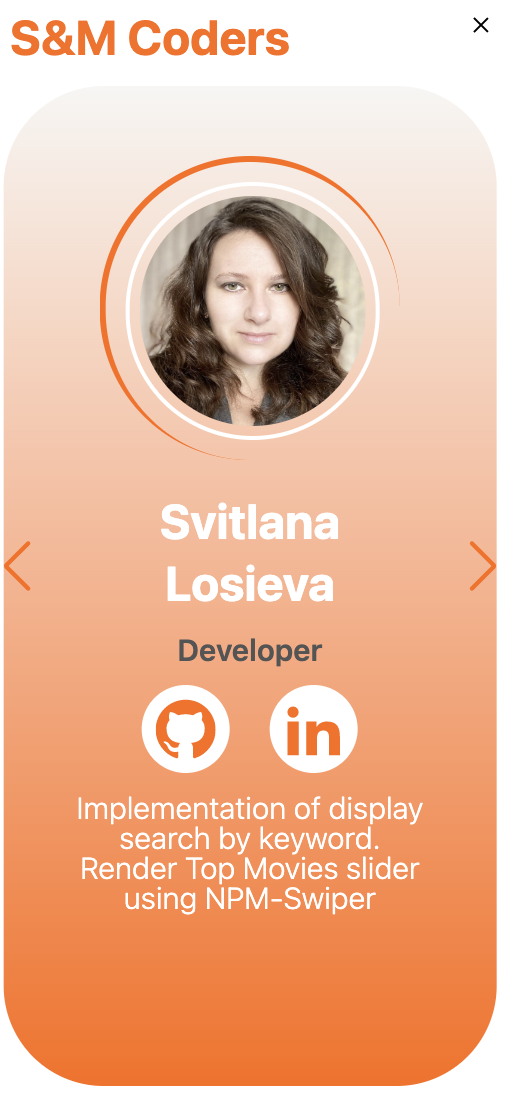 S&M Coders
Svitlana
Losieva
Developer
in
Implementation of display
search by keyword.
Render Top Movies slider
using NPM-Swiper